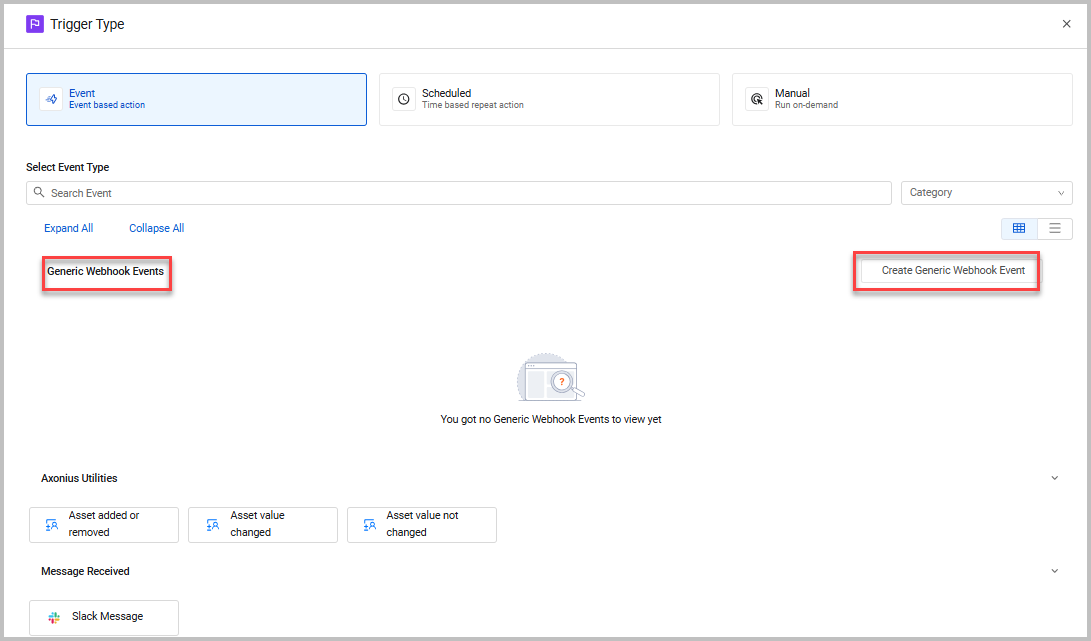 Trigger Type
Event
Event based action
Scheduled
Time based repeat action
Manual
Run on-demand
Select Event Type
Search Event
Category
Expand All
Collapse All
Generic Webhook Events
Create Generic Webhook Event
?
You got no Generic Webhook Events to view yet
Axonius Utilities
Asset added or
removed
Asset value
changed
Asset value not
changed
Message Received
Slack Message